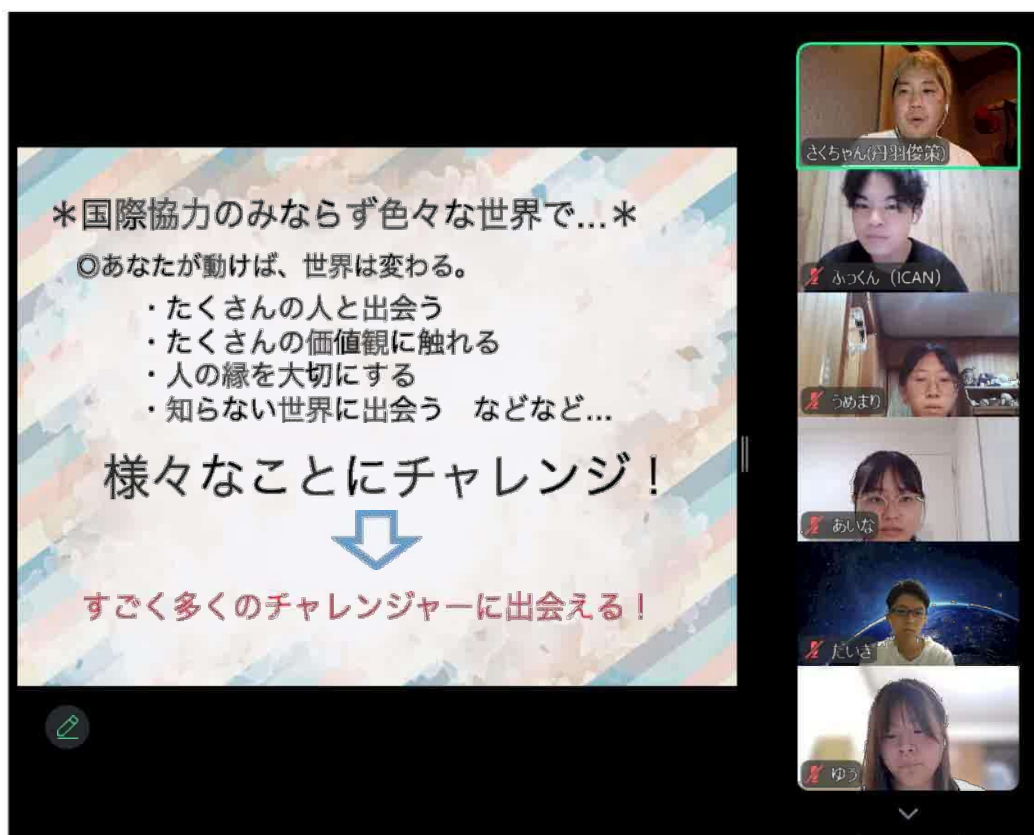 ＊国際協力のみならず色々な世界で…＊
◎あなたが動けば、世界は変わる。
・たくさんの人と出会う
・たくさんの価値観に触れる
・人の縁を大切にする
・知らない世界に出会う　などなど…
様々なことにチャレンジ！
すごく多くのチャレンジャーに出会える！
さくちゃん(丹羽俊策)
ふっくん（ICAN）
うめまり
あいな
だいき
ゆう